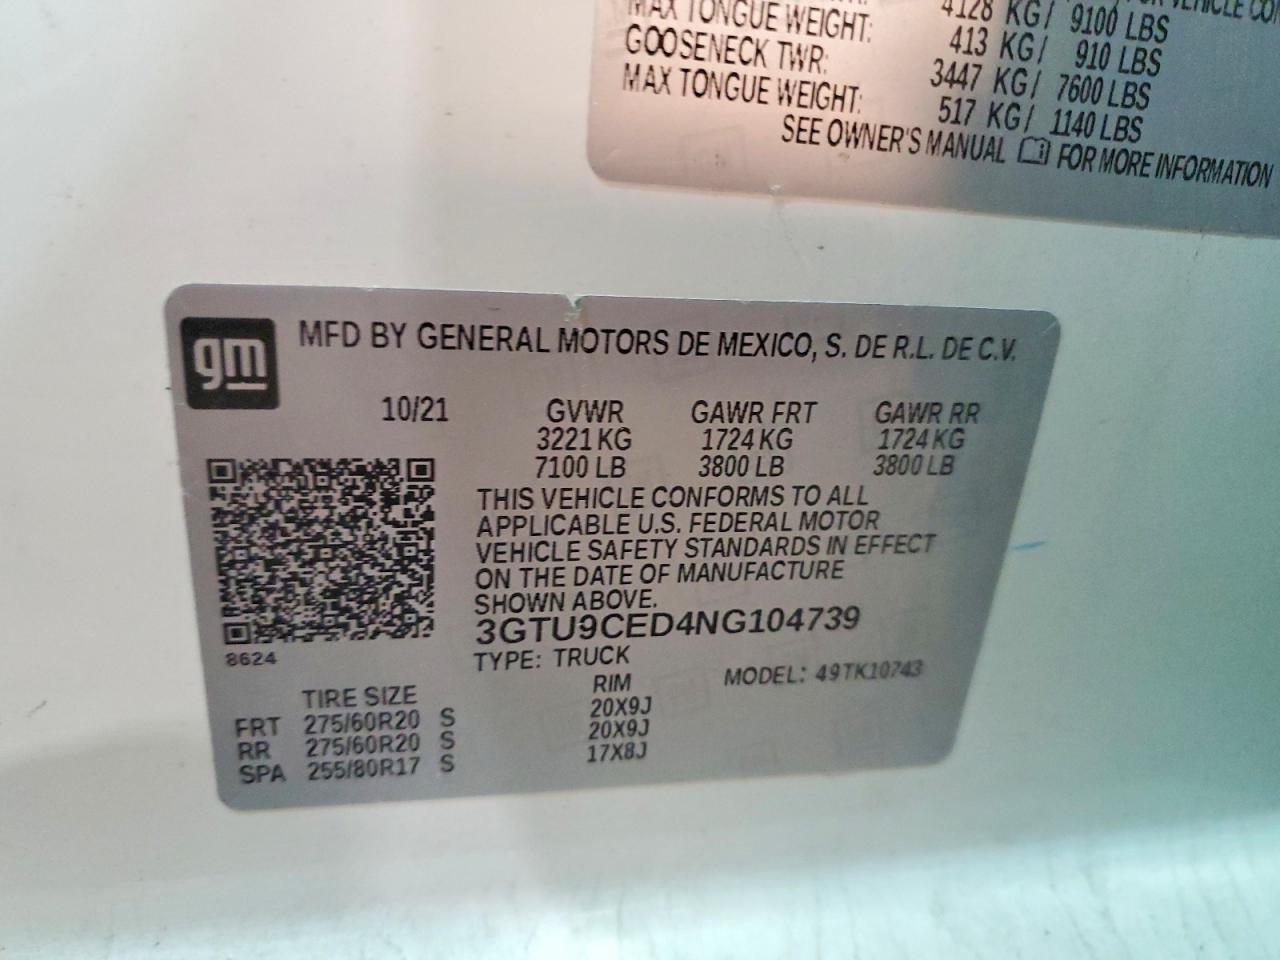 4128 KG/ 9100 LBS
MAX TONGUE WEIGHT: 413 KG/ 910 LBS
GOOSENECK TWR: 3447 KG/ 7600 LBS
MAX TONGUE WEIGHT: 517 KG/ 1140 LBS
SEE OWNER'S MANUAL FOR MORE INFORMATION
gm
MFD BY GENERAL MOTORS DE MEXICO, S. DE R.L. DE C.V.
10/21 GVWR GAWR FRT GAWR RR
3221 KG 1724 KG 1724 KG
7100 LB 3800 LB 3800 LB
THIS VEHICLE CONFORMS TO ALL
APPLICABLE U.S. FEDERAL MOTOR
VEHICLE SAFETY STANDARDS IN EFFECT
ON THE DATE OF MANUFACTURE
SHOWN ABOVE.
3GTU9CED4NG104739
8624
TYPE: TRUCK MODEL: 49TK10743
TIRE SIZE RIM
FRT 275/60R20 S 20X9J
RR 275/60R20 S 20X9J
SPA 255/80R17 S 17X8J